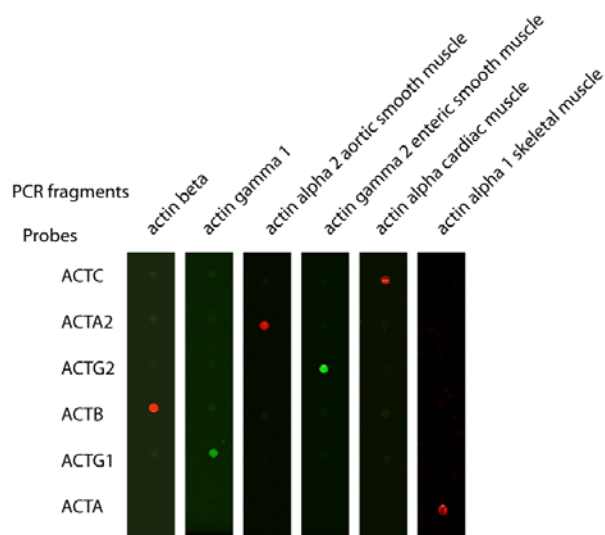 PCR fragments
actin beta
actin gamma 1
actin alpha 2 aortic smooth muscle
actin gamma 2 enteric smooth muscle
actin alpha cardiac muscle
actin alpha 1 skeletal muscle
Probes
ACTC
ACTA2
ACTG2
ACTB
ACTG1
ACTA